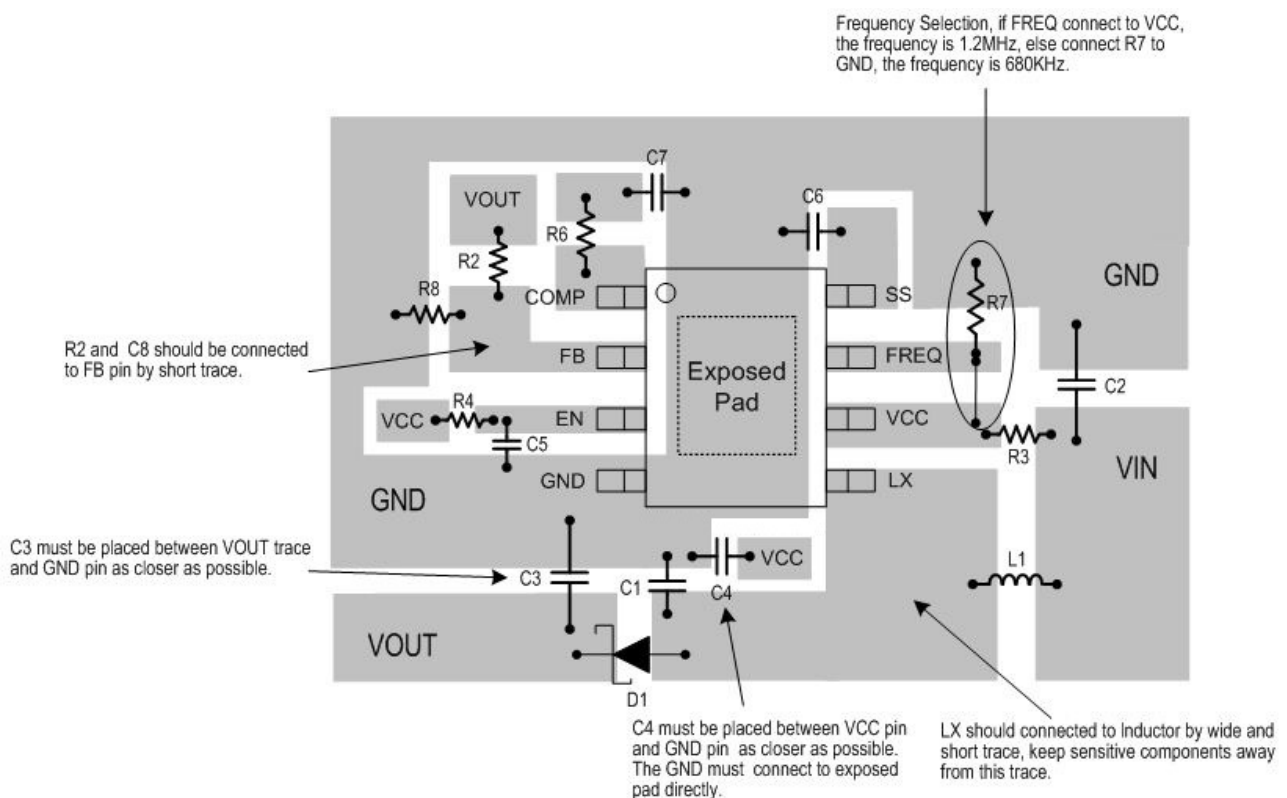 Frequency Selection, if FREQ connect to VCC,
the frequency is 1.2MHz, else connect R7 to
GND, the frequency is 680KHz.
C7
C6
VOUT
R6
R2
GND
R8
COMP
SS
R7
R2 and C8 should be connected
to FB pin by short trace.
FB
Exposed
Pad
FREQ
C2
R4
VCC
EN
C5
VCC
R3
VIN
GND
GND
LX
C3 must be placed between VOUT trace
and GND pin as closer as possible.
C3
C1
C4
VCC
L1
VOUT
D1
C4 must be placed between VCC pin
and GND pin as closer as possible.
The GND must connect to exposed
pad directly.
LX should connected to Inductor by wide and
short trace, keep sensitive components away
from this trace.